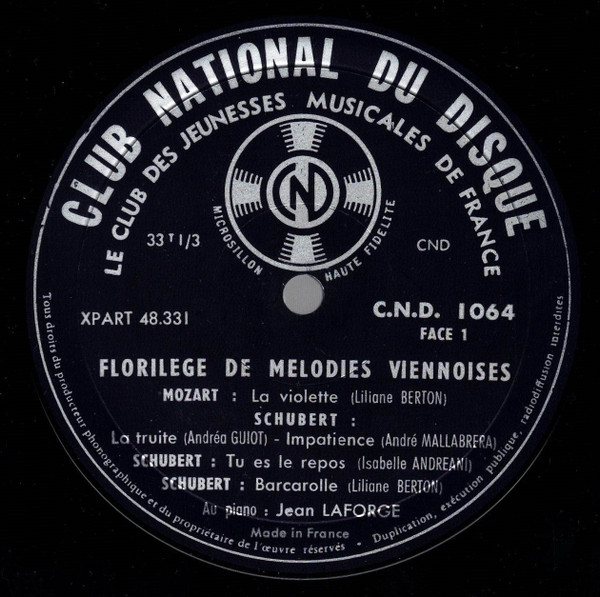 CLUB NATIONAL DU DISQUE
LE CLUB DES JEUNESSES MUSICALES DE FRANCE
CN
MICROSILLON HAUTE FIDELITE
33 T 1/3
CND
XPART 48.331
C.N.D. 1064
FACE 1
FLORILEGE DE MELODIES VIENNOISES
MOZART : La violette (Liliane BERTON)
SCHUBERT :
La truite (Andréa GUIOT) - Impatience (André MALLABRERA)
SCHUBERT : Tu es le repos (Isabelle ANDREANI)
SCHUBERT : Barcarolle (Liliane BERTON)
Au piano : Jean LAFORGE
Made in France
Tous droits du producteur phonographique et du propriétaire de l'œuvre réservés - Duplication, exécution publique, radiodiffusion interdites